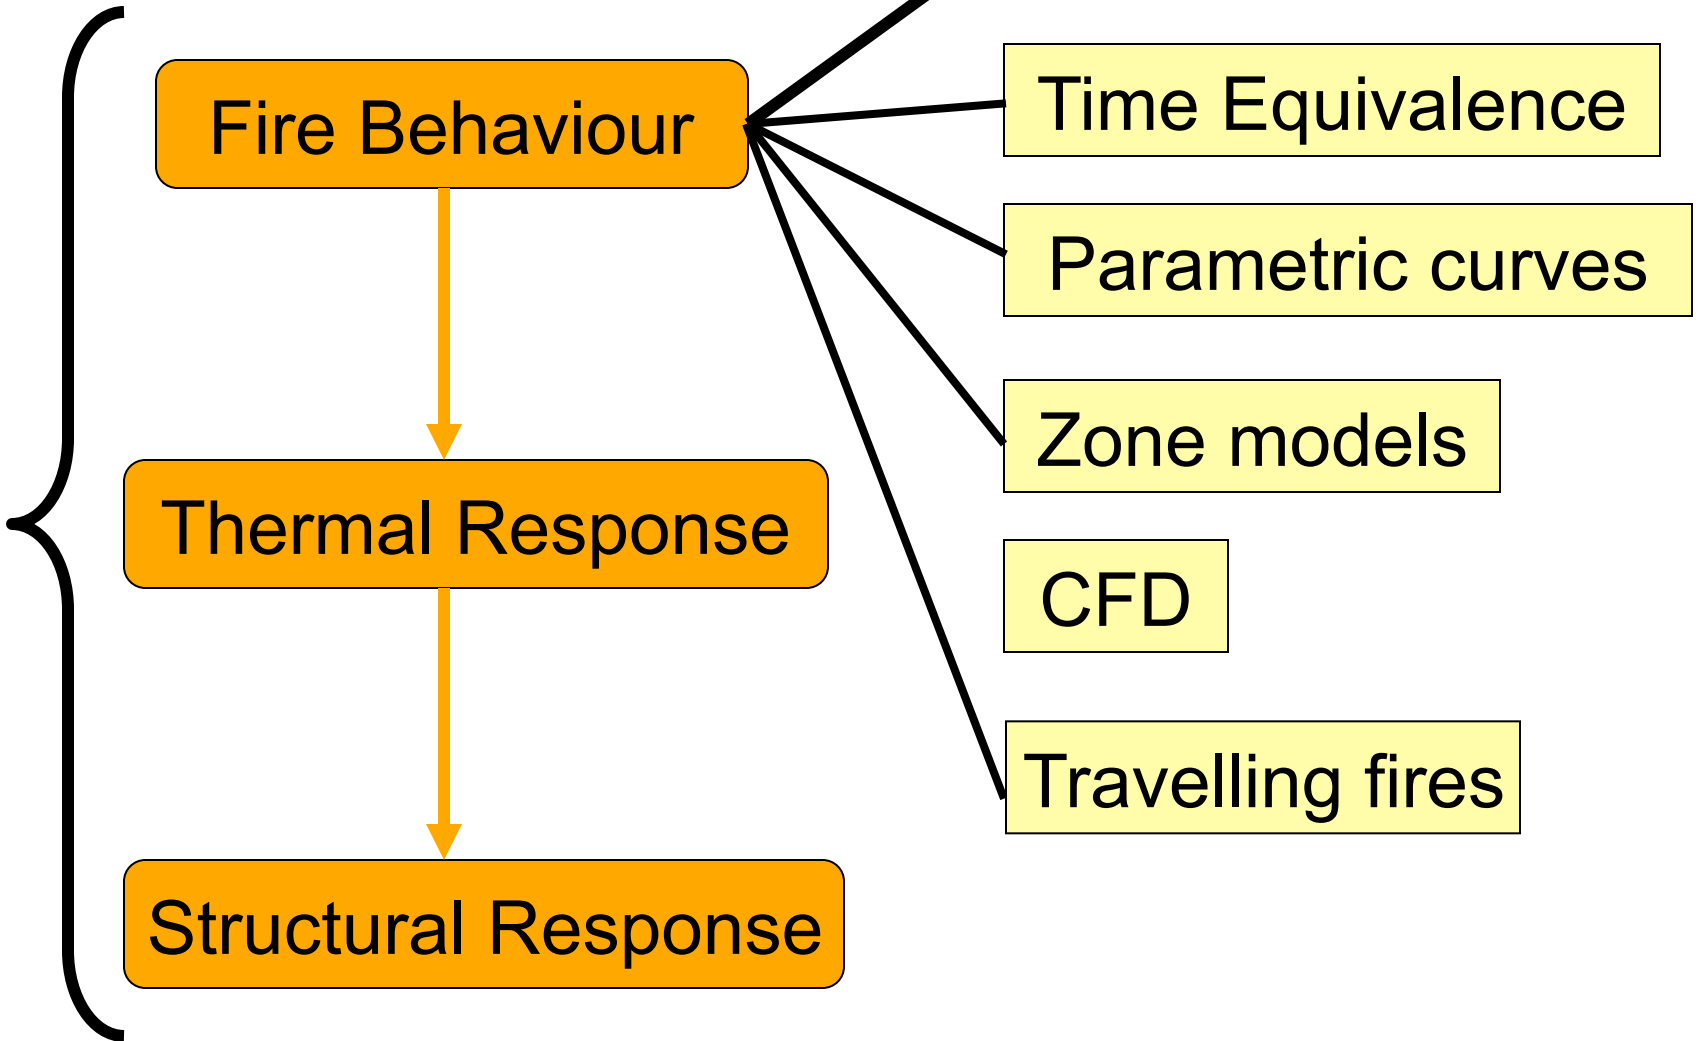 Fire Behaviour
Time Equivalence
Parametric curves
Zone models
Thermal Response
CFD
Travelling fires
Structural Response